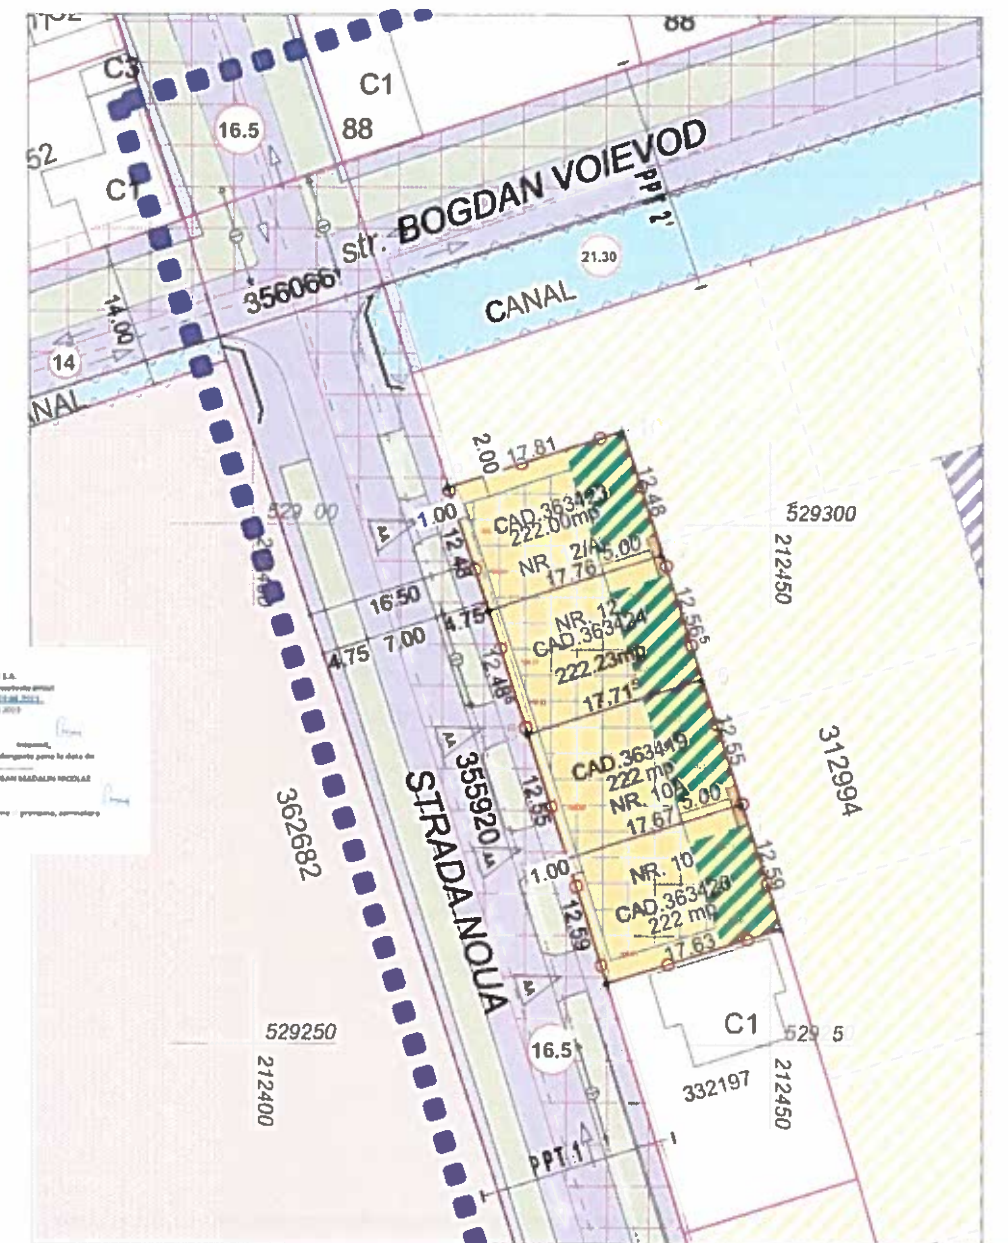 88
C3
C1
16.5
88
52
C1
str. BOGDAN VOIEVOD
PPT 2'
21.30
356066
CANAL
14.00
14
2.00
17.81
12.48
1.00
CAD.363423
222.00mp
529300
NR 2/A
5.00
12.48
17.76
212450
16.50
NR. 12
CAD.363424
12.56⁵
4.75
7.00
4.75
222.23mp
12.48⁵
17.71⁵
312994
CAD.363419
12.55
222 mp
NR. 10A
355920
STRADA NOUA
12.55
17.67
5.00
362682
1.00
NR. 10
12.59
CAD.363420
222 mp
12.59
17.63
C1
529250
16.5
332197
212400
212450
PPT 1